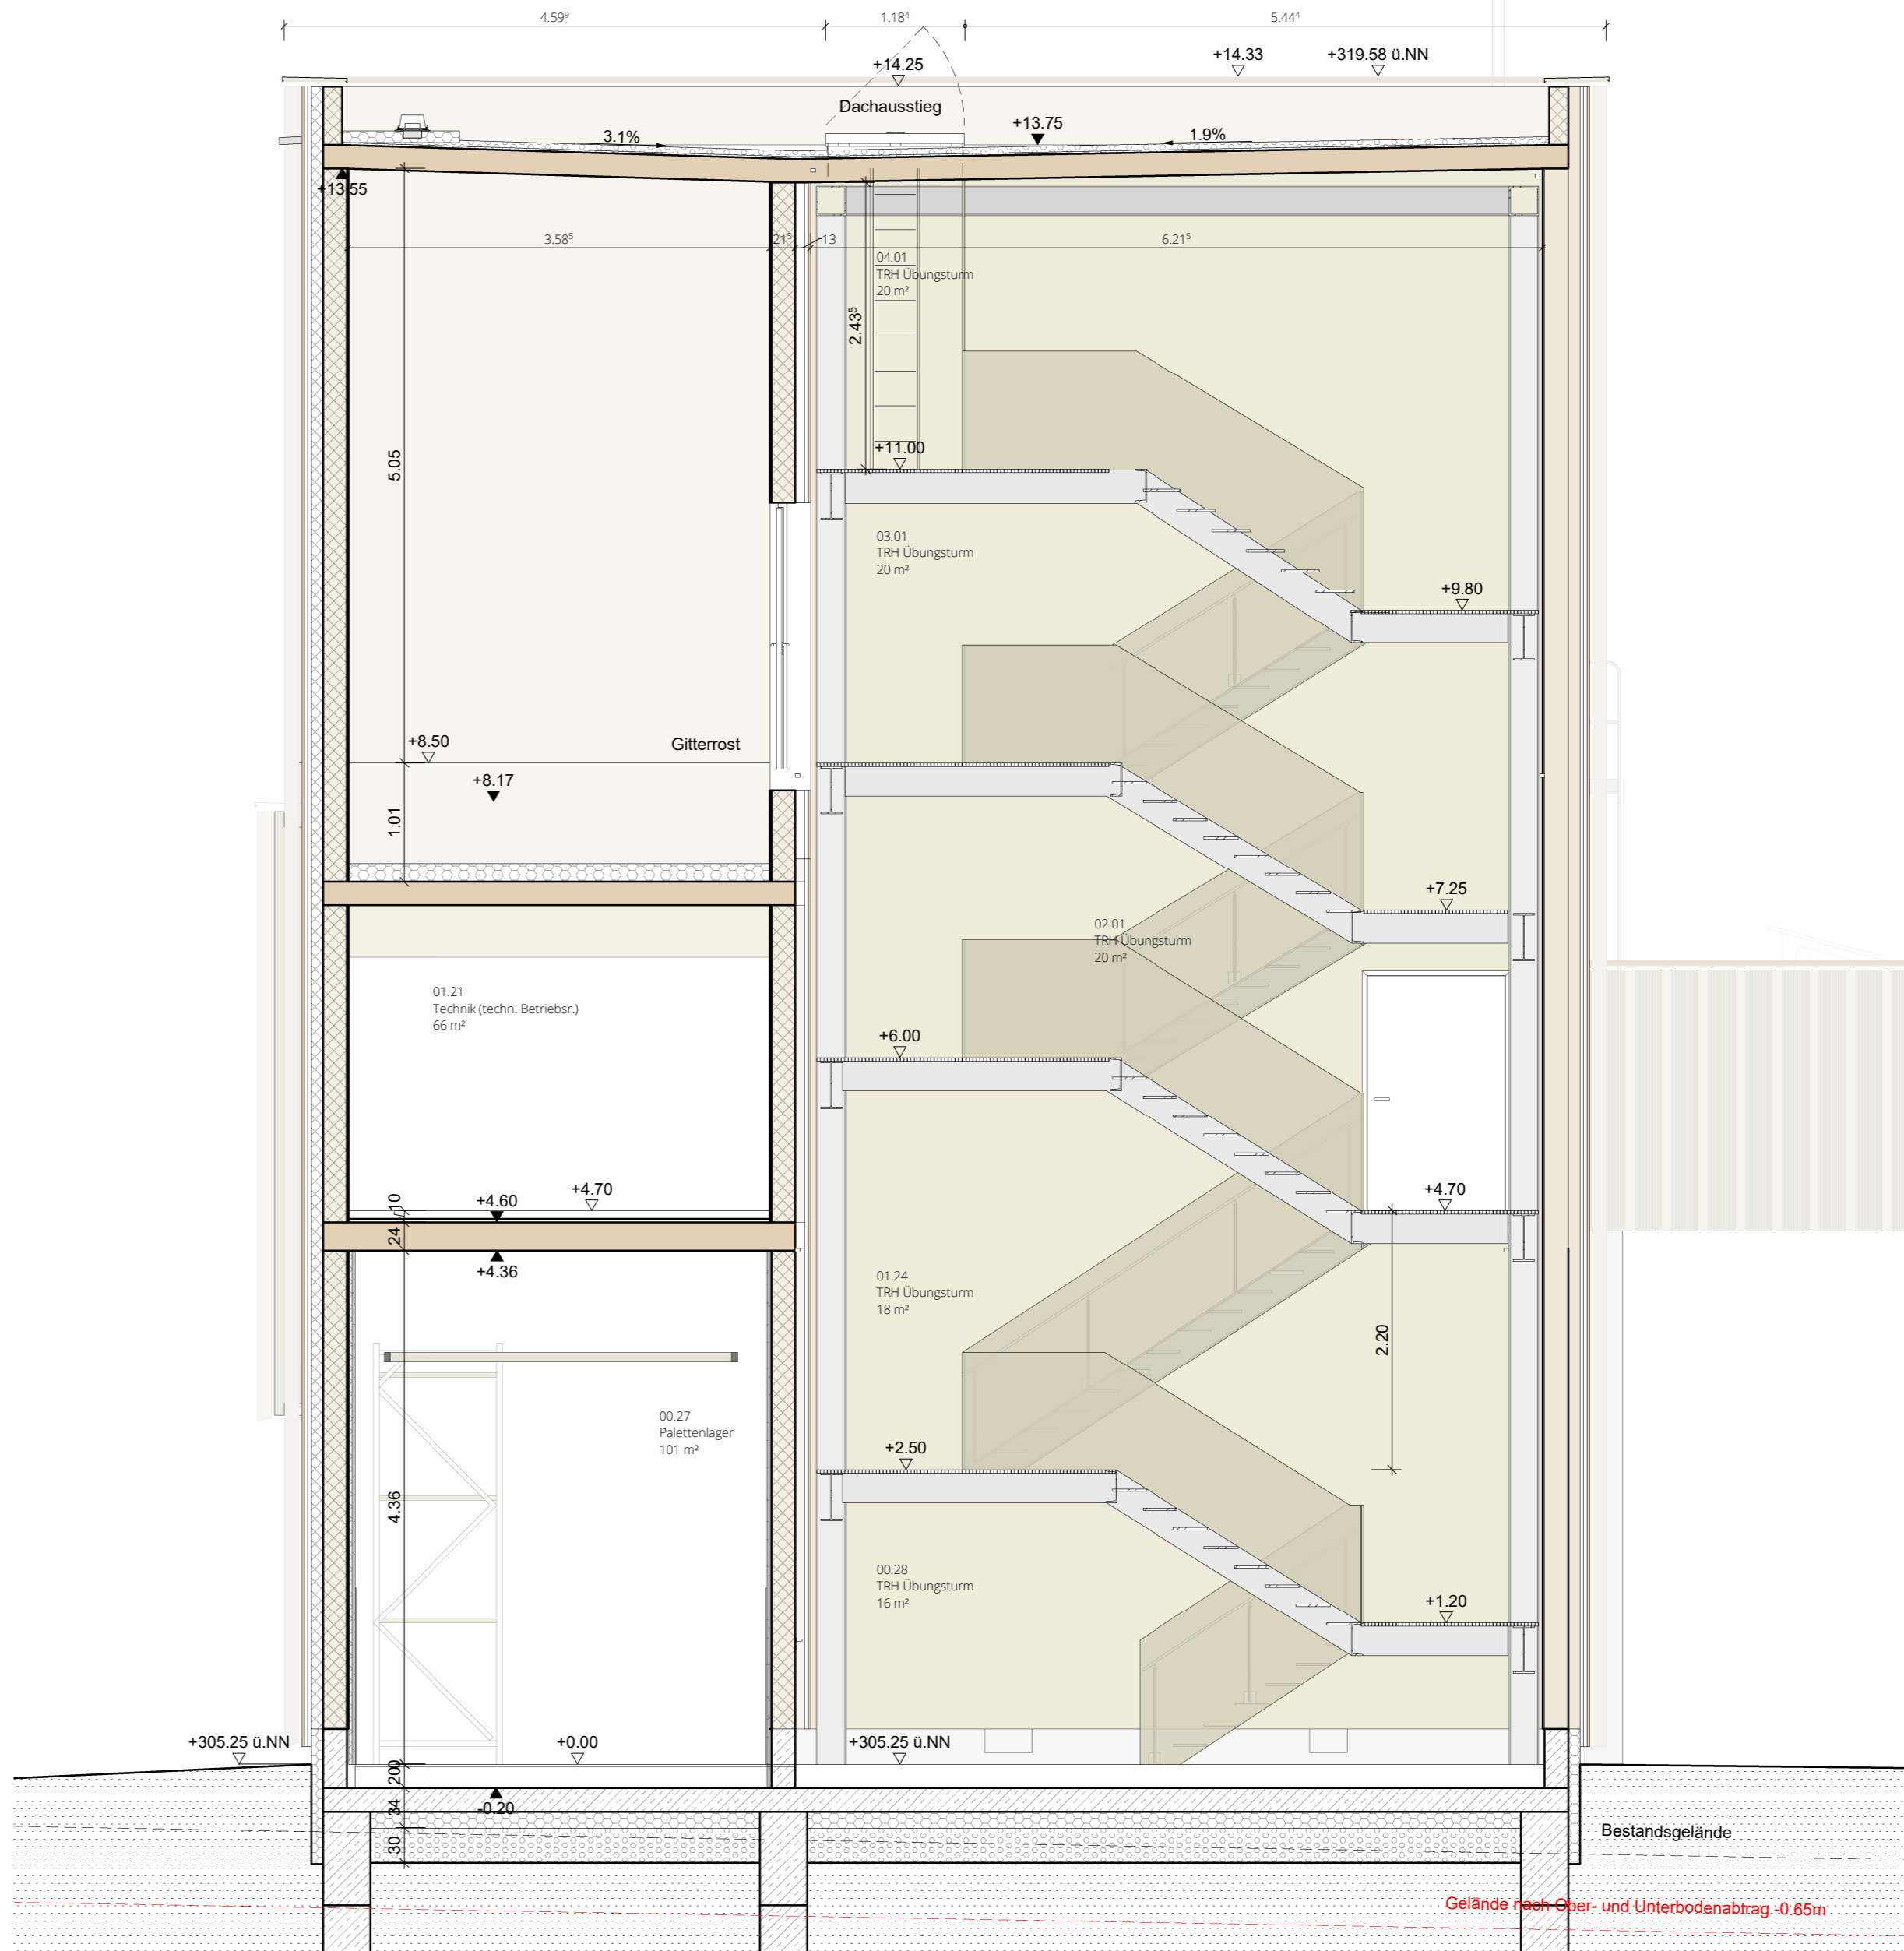 4.59⁹
1.18⁴
5.44⁴
+14.25
+14.33
+319.58 ü.NN
Dachausstieg
+13.75
3.1%
1.9%
+13.55
3.58⁵
21⁵
13
6.21⁵
04.01
TRH Übungsturm
20 m²
2.43⁵
5.05
+11.00
03.01
TRH Übungsturm
20 m²
+9.80
+8.50
Gitterrost
+8.17
1.01
+7.25
02.01
TRH Übungsturm
20 m²
01.21
Technik (techn. Betriebsr.)
66 m²
+6.00
+4.60
+4.70
+4.70
10
24
+4.36
01.24
TRH Übungsturm
18 m²
2.20
00.27
Palettenlager
101 m²
+2.50
4.36
00.28
TRH Übungsturm
16 m²
+1.20
+305.25 ü.NN
+0.00
+305.25 ü.NN
20
-0.20
34
30
Bestandsgelände
Gelände nach Ober- und Unterbodenabtrag -0.65m